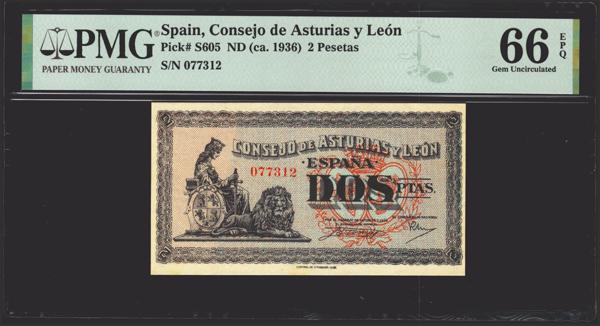 PMG
PAPER MONEY GUARANTY
Spain, Consejo de Asturias y León
Pick# S605 ND (ca. 1936) 2 Pesetas
S/N 077312
66 EPQ
Gem Uncirculated
CONSEJO DE ASTURIAS Y LEÓN
·ESPAÑA·
077312
DOS PTAS.